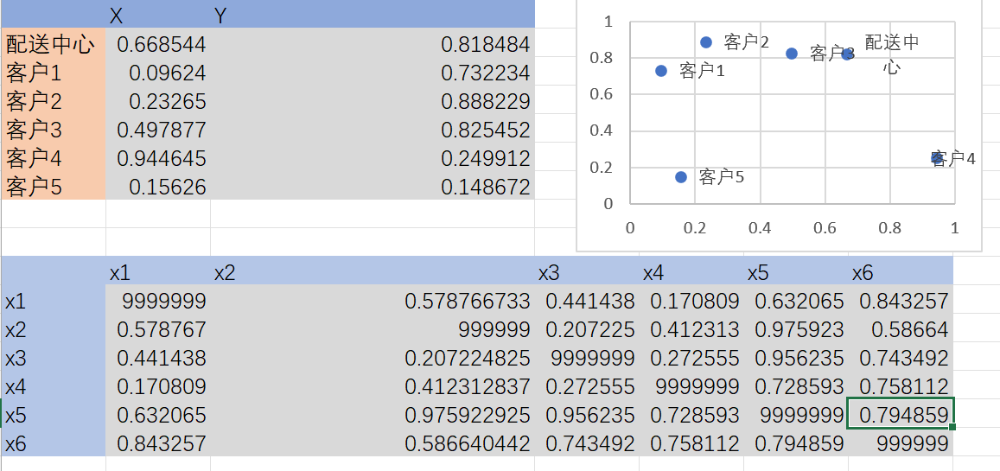 X Y
配送中心 0.668544 0.818484
客户1 0.09624 0.732234
客户2 0.23265 0.888229
客户3 0.497877 0.825452
客户4 0.944645 0.249912
客户5 0.15626 0.148672
1
0.8
0.6
0.4
0.2
0
0 0.2 0.4 0.6 0.8 1
客户2
客户3
配送中
心
客户1
客户4
客户5
x1 x2 x3 x4 x5 x6
x1 9999999 0.578766733 0.441438 0.170809 0.632065 0.843257
x2 0.578767 999999 0.207225 0.412313 0.975923 0.58664
x3 0.441438 0.207224825 9999999 0.272555 0.956235 0.743492
x4 0.170809 0.412312837 0.272555 9999999 0.728593 0.758112
x5 0.632065 0.975922925 0.956235 0.728593 9999999 0.794859
x6 0.843257 0.586640442 0.743492 0.758112 0.794859 999999